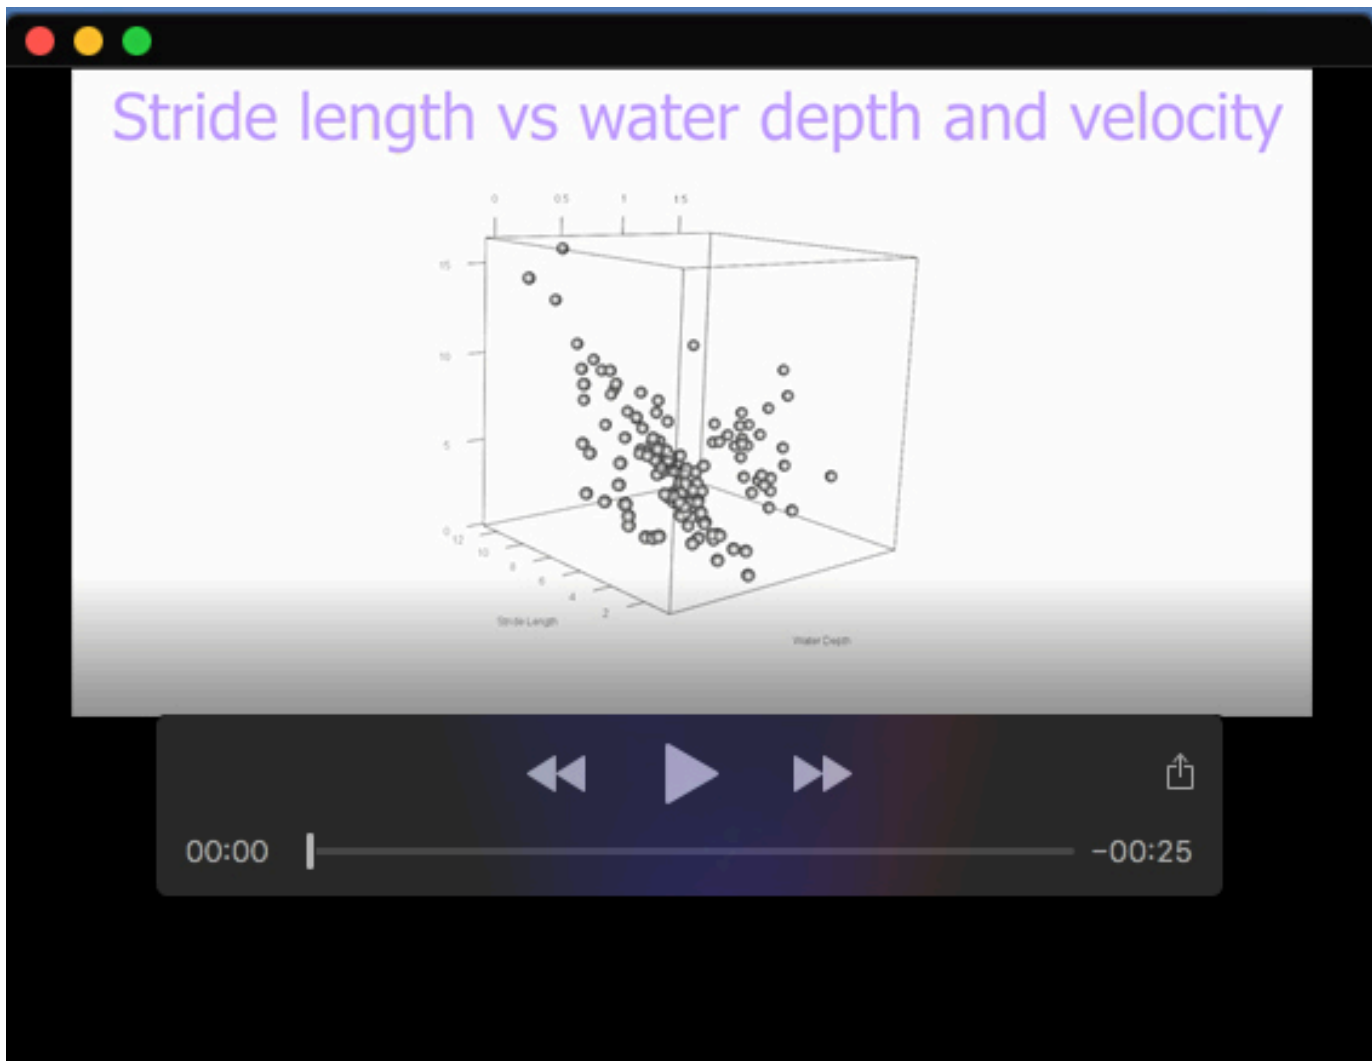 Stride length vs water depth and velocity
0 0.5 1 1.5
15
10
5
0
12 10 8 6 4 2
Stride Length
Water Depth
00:00 -00:25